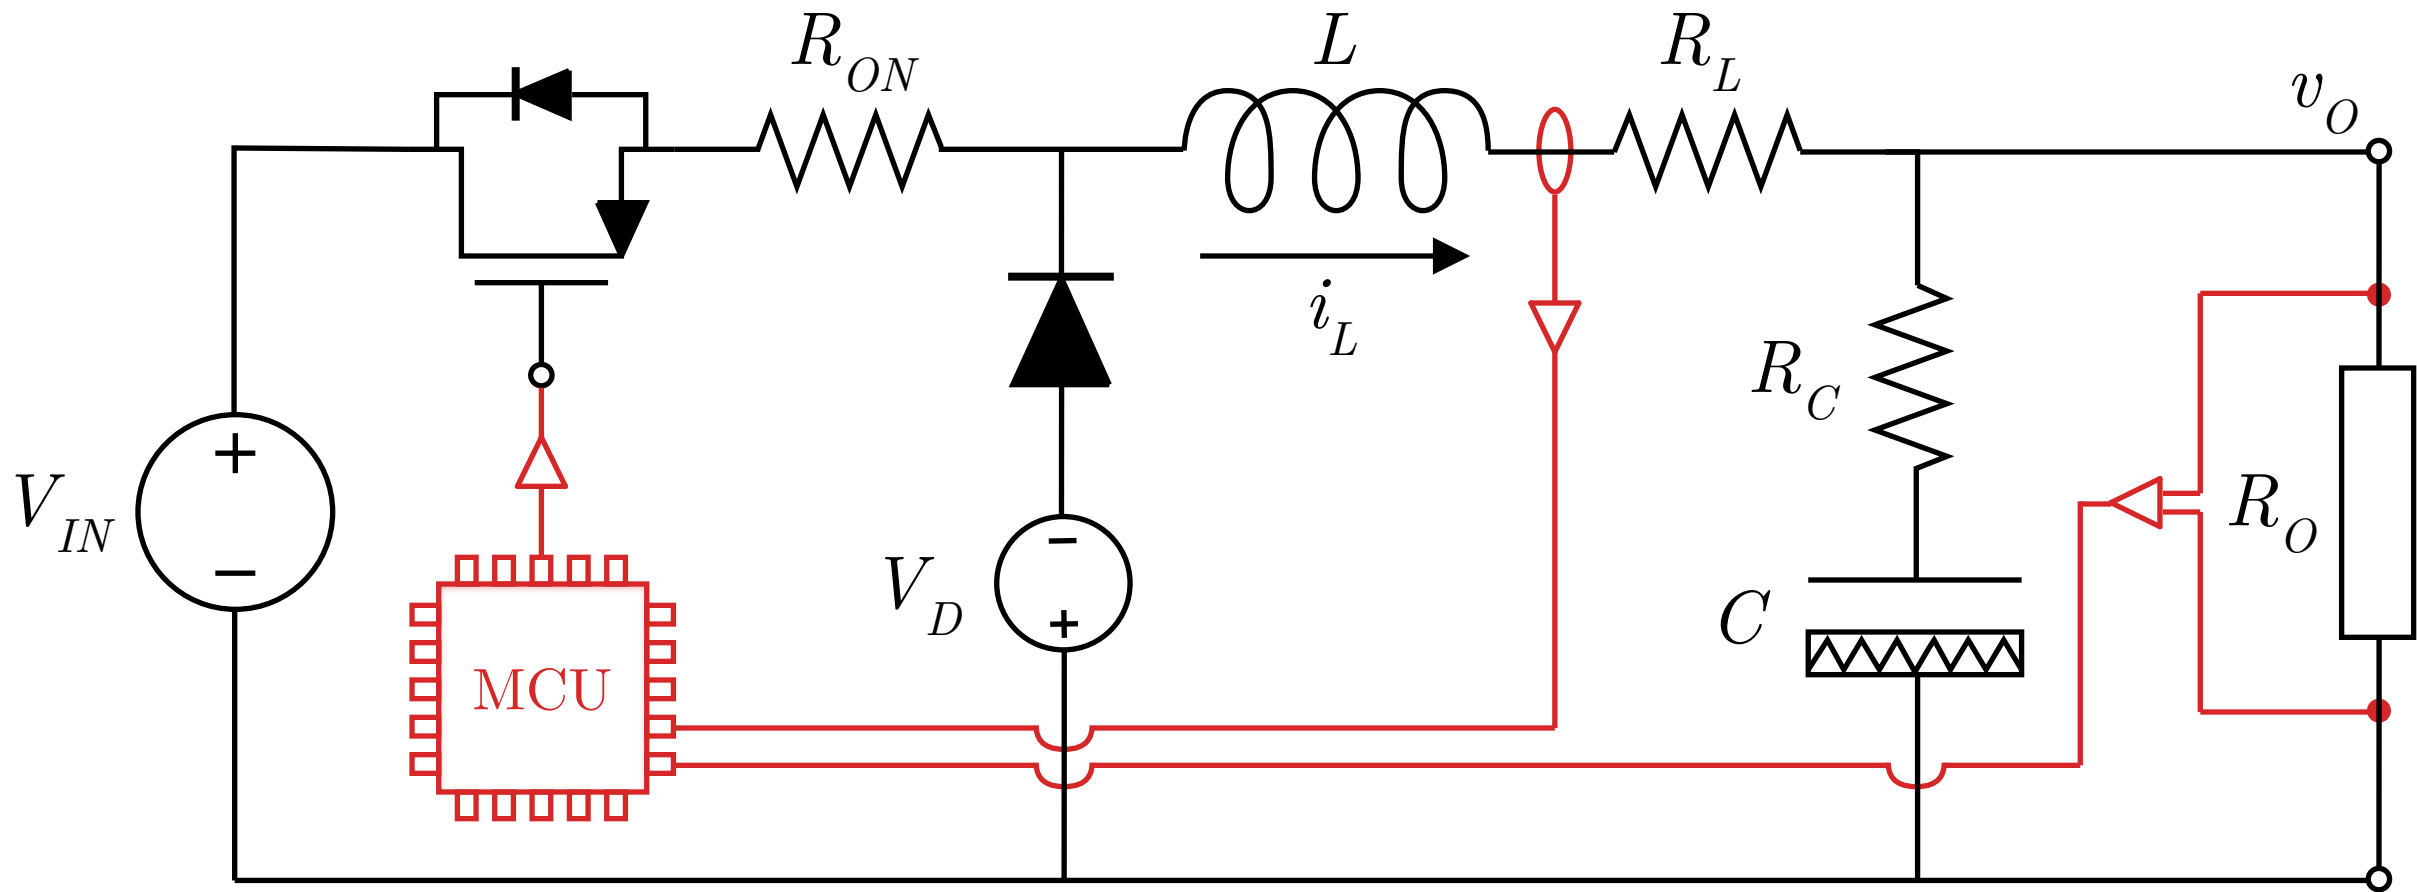 R_ON
L
R_L
v_O
i_L
R_C
V_IN
+
−
V_D
−
+
R_O
C
MCU